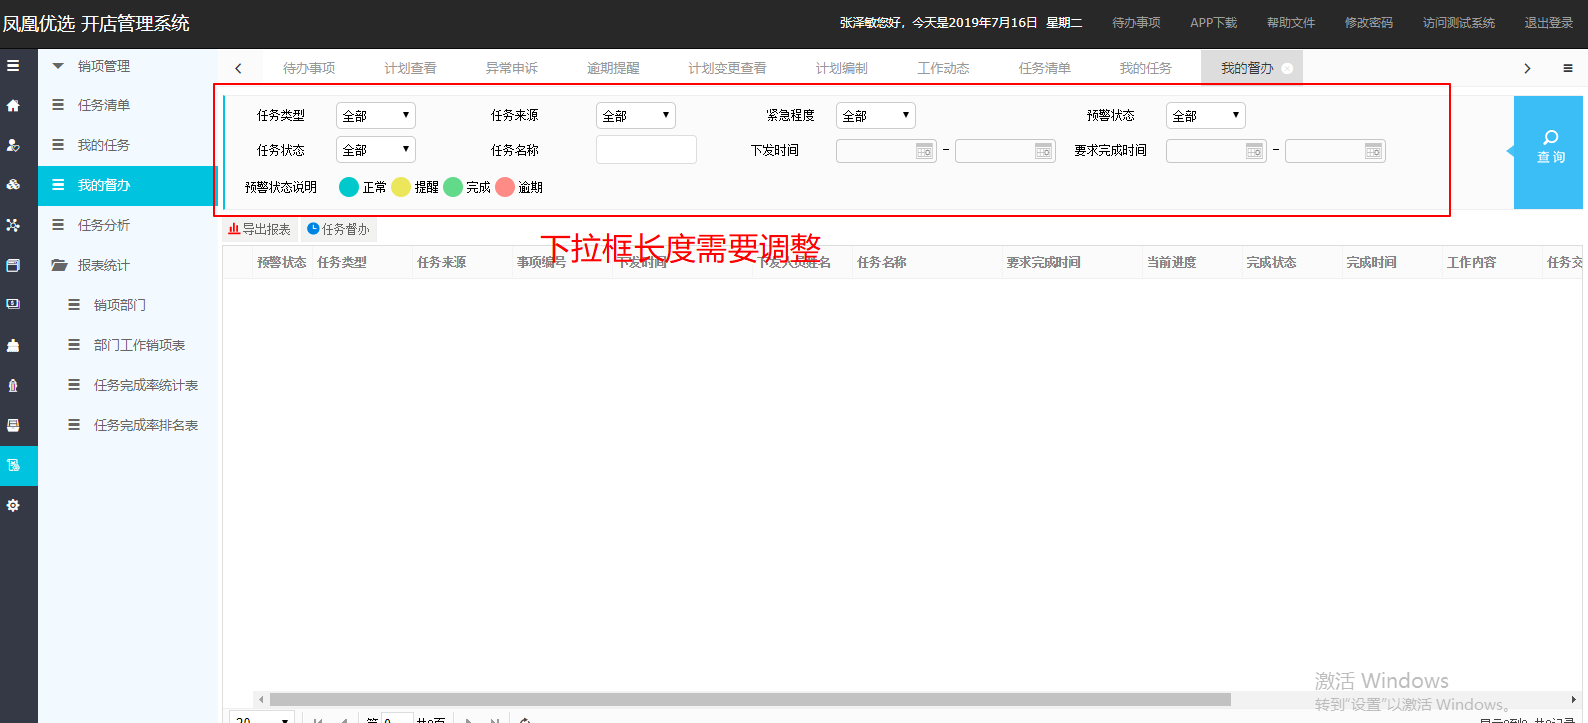 凤凰优选 开店管理系统
张泽敏您好，今天是2019年7月16日 星期二 待办事项 APP下载 帮助文件 修改密码 访问测试系统 退出登录
销项管理
任务清单
我的任务
我的督办
任务分析
报表统计
销项部门
部门工作销项表
任务完成率统计表
任务完成率排名表
待办事项 计划查看 异常申诉 逾期提醒 计划变更查看 计划编制 工作动态 任务清单 我的任务 我的督办
任务类型 全部 任务来源 全部 紧急程度 全部 预警状态 全部
任务状态 全部 任务名称 下发时间 - 要求完成时间 -
预警状态说明 正常 提醒 完成 逾期
查 询
导出报表 任务督办
下拉框长度需要调整
预警状态 任务类型 任务来源 事项编号 下发时间 下发人员姓名 任务名称 要求完成时间 当前进度 完成状态 完成时间 工作内容 任务交
激活 Windows
转到“设置”以激活 Windows。
20 第 0 共0页
显示0到0, 共0记录